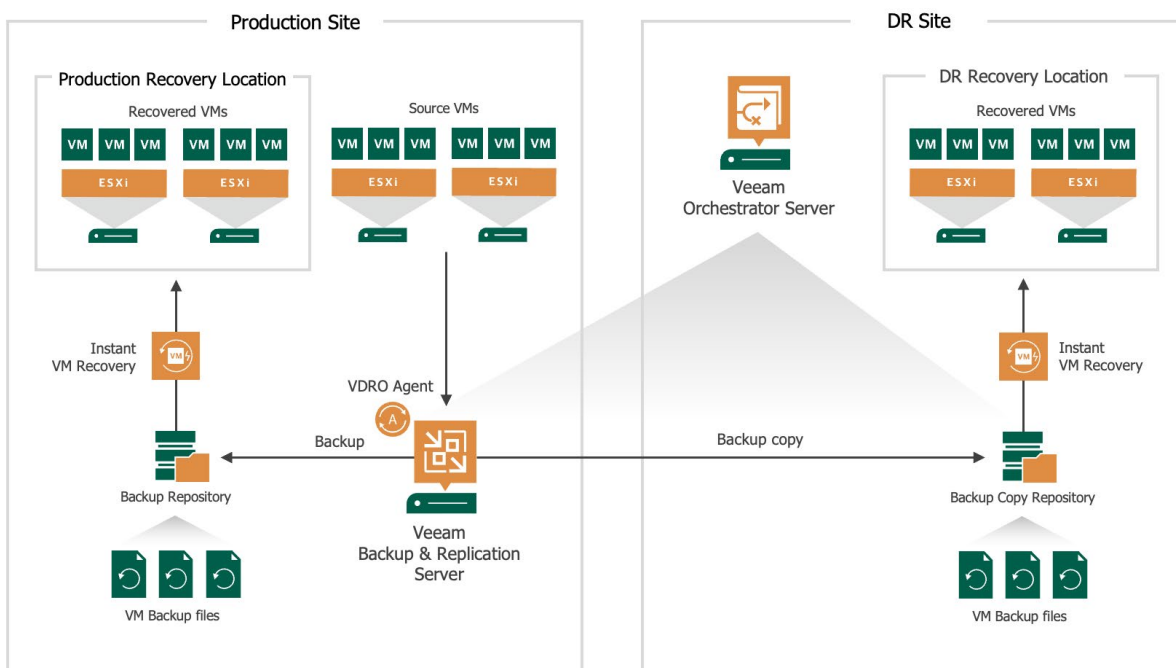 Production Site
Production Recovery Location
Recovered VMs
VM VM VM VM VM VM
ESXi ESXi
Source VMs
VM VM VM VM VM VM
ESXi ESXi
Instant
VM Recovery
VM
VDRO Agent
A
Backup
Backup Repository
VM Backup files
Veeam
Backup & Replication
Server
Backup copy
DR Site
Veeam
Orchestrator Server
DR Recovery Location
Recovered VMs
VM VM VM VM VM VM
ESXi ESXi
VM
Instant
VM Recovery
Backup Copy Repository
VM Backup files